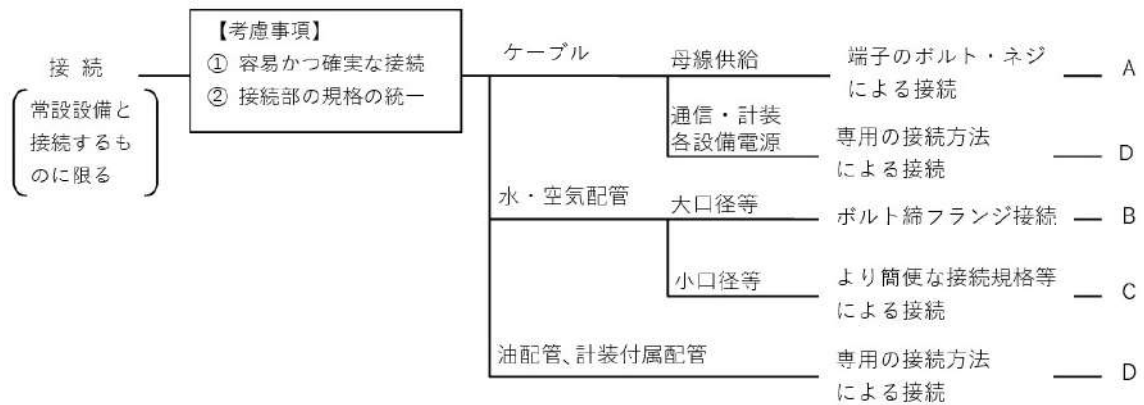 接 続
常設設備と
接続するも
のに限る
【考慮事項】
① 容易かつ確実な接続
② 接続部の規格の統一
ケーブル
母線供給
端子のボルト・ネジ
による接続
A
通信・計装
各設備電源
専用の接続方法
による接続
D
水・空気配管
大口径等
ボルト締フランジ接続
B
小口径等
より簡便な接続規格等
による接続
C
油配管、計装付属配管
専用の接続方法
による接続
D